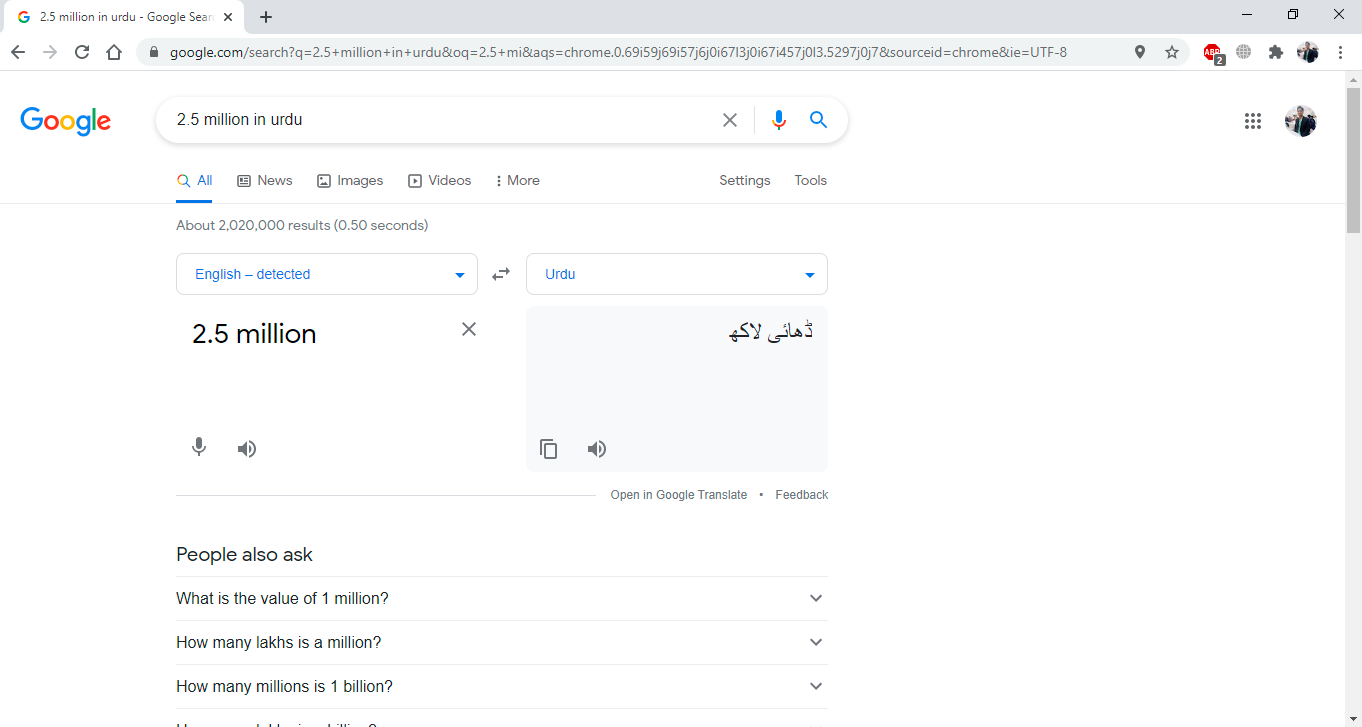 2.5 million in urdu - Google Sear
google.com/search?q=2.5+million+in+urdu&oq=2.5+mi&aqs=chrome.0.69i59j69i57j6j0i67l3j0i67i457j0l3.5297j0j7&sourceid=chrome&ie=UTF-8
ABP
2
Google
2.5 million in urdu
All News Images Videos More Settings Tools
About 2,020,000 results (0.50 seconds)
English – detected
Urdu
2.5 million
ڈھائی لاکھ
Open in Google Translate • Feedback
People also ask
What is the value of 1 million?
How many lakhs is a million?
How many millions is 1 billion?